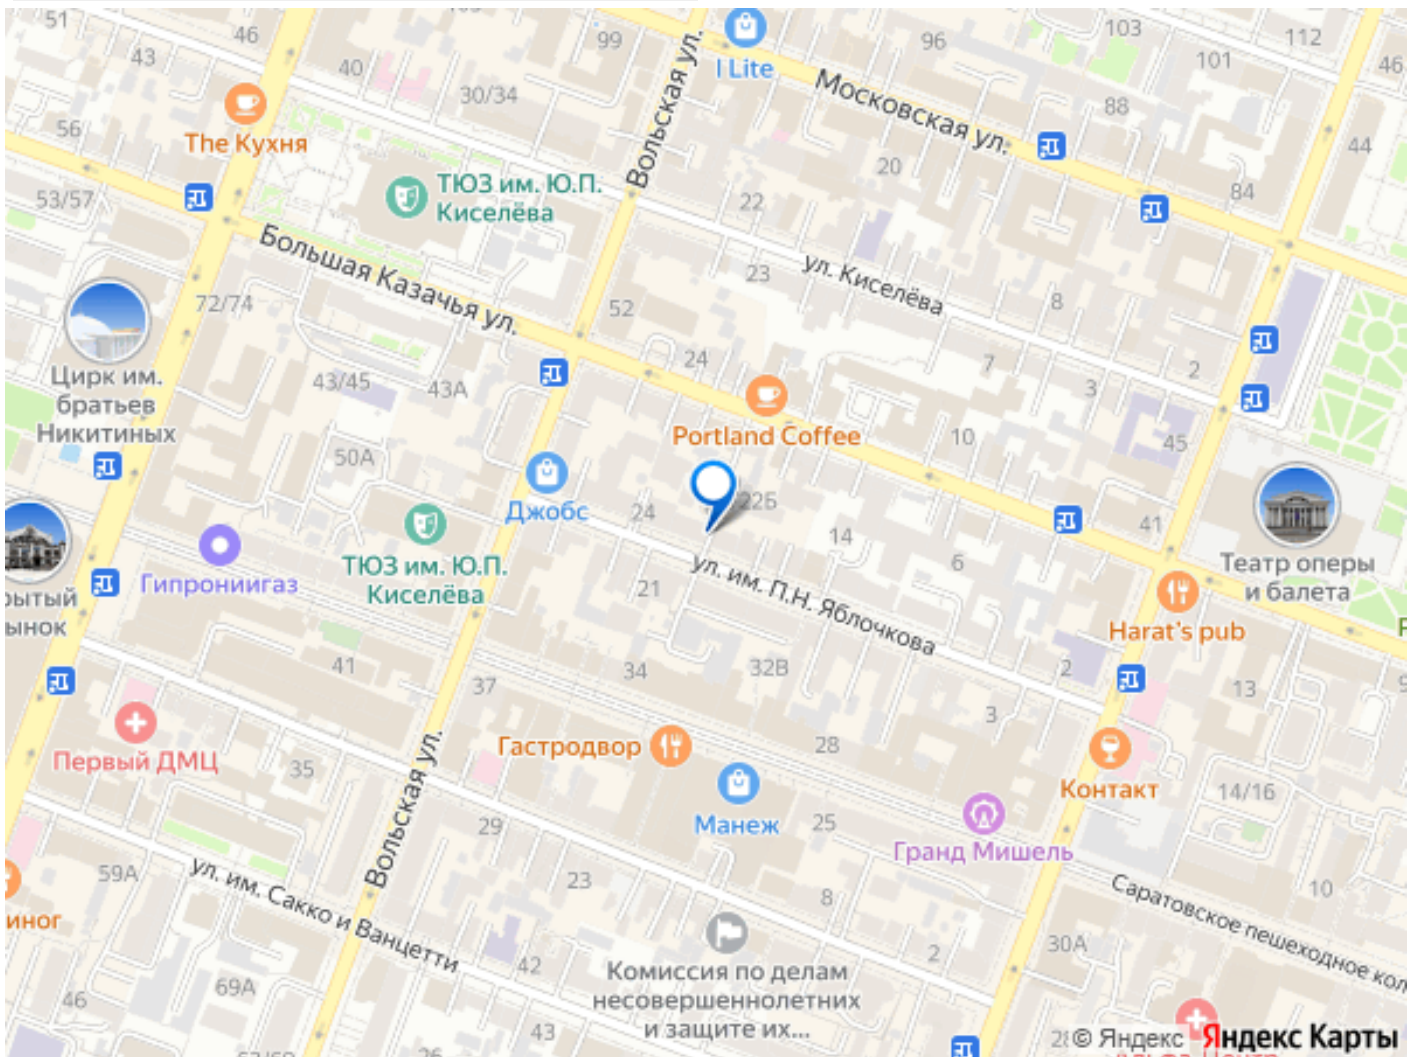 51
46
43
40
99
I Lite
96
103
101
112
46
30/34
Московская ул.
88
44
The Кухня
56
53/57
ТЮЗ им. Ю.П.
Киселёва
Вольская ул.
20
22
84
Большая Казачья ул.
23
ул. Киселёва
8
72/74
52
24
7
3
2
Цирк им.
братьев
Никитиных
43/45
43А
Portland Coffee
10
45
50А
Джобс
24
22Б
14
41
6
Театр оперы
и балета
рытый
ынок
Гипрониигаз
ТЮЗ им. Ю.П.
Киселёва
21
ул. им. П.Н. Яблочкова
Harat's pub
41
37
34
32В
2
13
3
Первый ДМЦ
35
Гастродвор
28
Контакт
14/16
Манеж
25
Гранд Мишель
Вольская ул.
29
59А
23
8
10
ул. им. Сакко и Ванцетти
Саратовское пешеходное кол
иног
2
30А
42
Комиссия по делам
несовершеннолетних
и защите их...
69А
46
43
26
28
© Яндекс Яндекс Карты